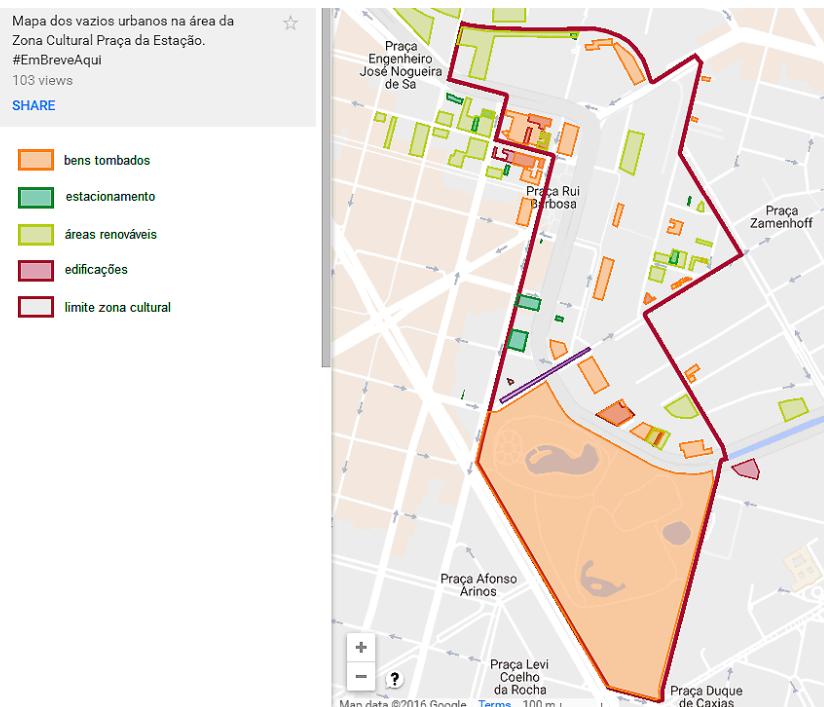 Mapa dos vazios urbanos na área da
Zona Cultural Praça da Estação.
#EmBreveAqui
103 views
SHARE
bens tombados
estacionamento
áreas renováveis
edificações
limite zona cultural
Praça
Engenheiro
José Nogueira
de Sa
Praça Rui
Barbosa
Praça
Zamenhoff
Praça Afonso
Arinos
Praça Levi
Coelho
da Rocha
Praça Duque
de Caxias
+
−
?
Map data ©2016 Google
Terms
100 m